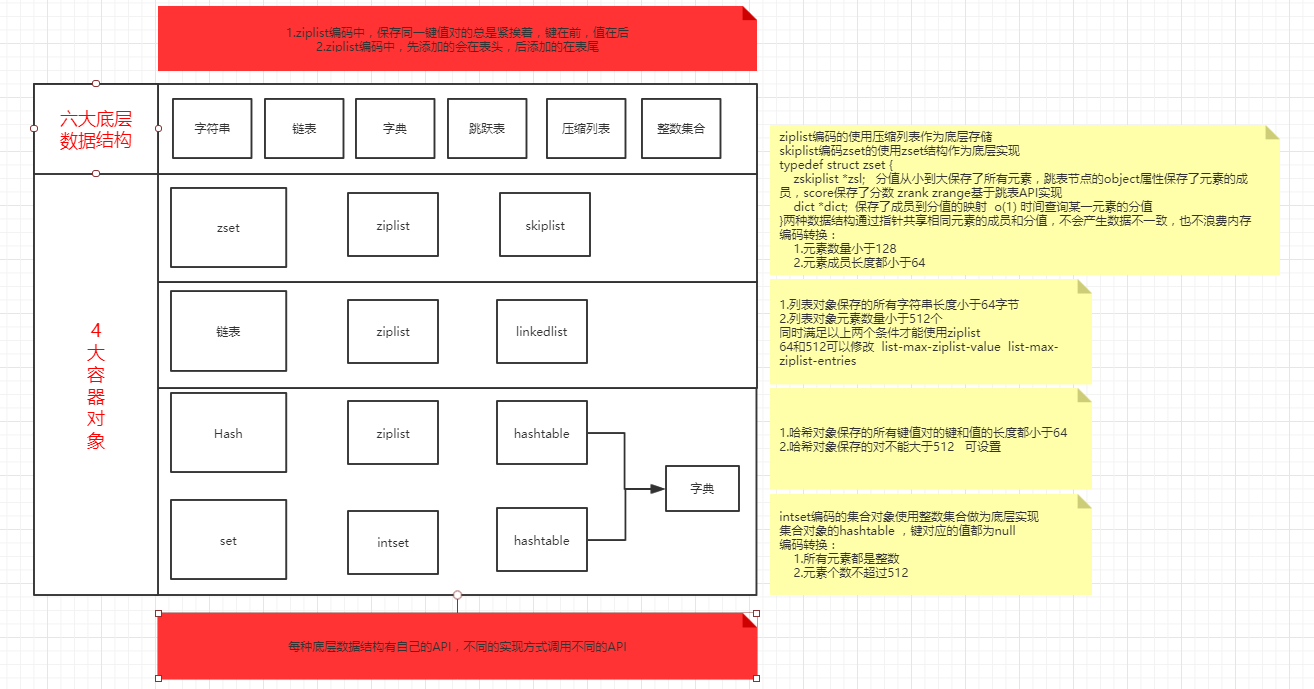 1.ziplist编码中，保存同一键值对的总是紧挨着，键在前，值在后
2.ziplist编码中，先添加的会在表头，后添加的在表尾
六大底层
数据结构
字符串
链表
字典
跳跃表
压缩列表
整数集合
4
大
容
器
对
象
zset
ziplist
skiplist
链表
ziplist
linkedlist
Hash
ziplist
hashtable
字典
set
intset
hashtable
ziplist编码的使用压缩列表作为底层存储
skiplist编码zset的使用zset结构作为底层实现
typedef struct zset {
zskiplist *zsl;   分值从小到大保存了所有元素，跳表节点的object属性保存了元素的成
员，score保存了分数 zrank zrange基于跳表API实现
dict *dict;  保存了成员到分值的映射  o(1) 时间查询某一元素的分值
}两种数据结构通过指针共享相同元素的成员和分值，不会产生数据不一致，也不浪费内存
编码转换：
1.元素数量小于128
2.元素成员长度都小于64
1.列表对象保存的所有字符串长度小于64字节
2.列表对象元素数量小于512个
同时满足以上两个条件才能使用ziplist
64和512可以修改  list-max-ziplist-value  list-max-
ziplist-entries
1.哈希对象保存的所有键值对的键和值的长度都小于64
2.哈希对象保存的对不能大于512   可设置
intset编码的集合对象使用整数集合做为底层实现
集合对象的hashtable ，键对应的值都为null
编码转换：
1.所有元素都是整数
2.元素个数不超过512
每种底层数据结构有自己的API，不同的实现方式调用不同的API